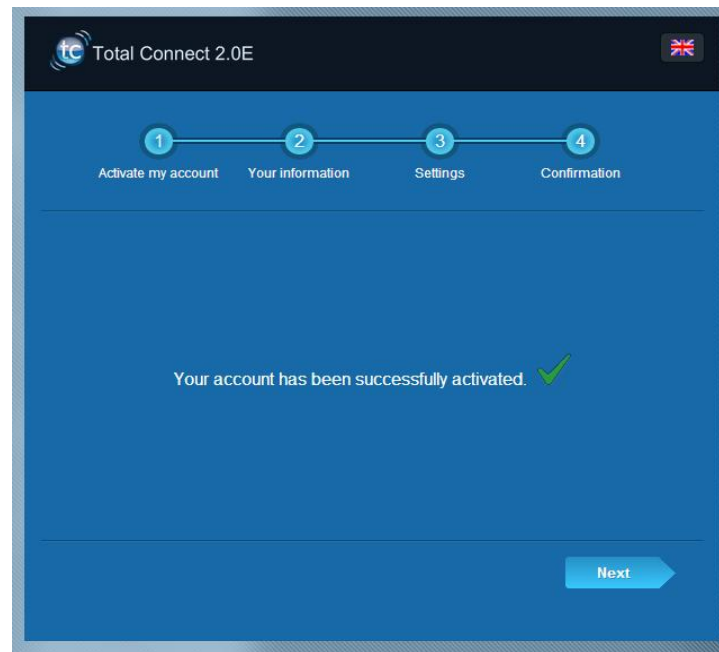 tc Total Connect 2.0E
1 2 3 4
Activate my account Your information Settings Confirmation
Your account has been successfully activated.
Next